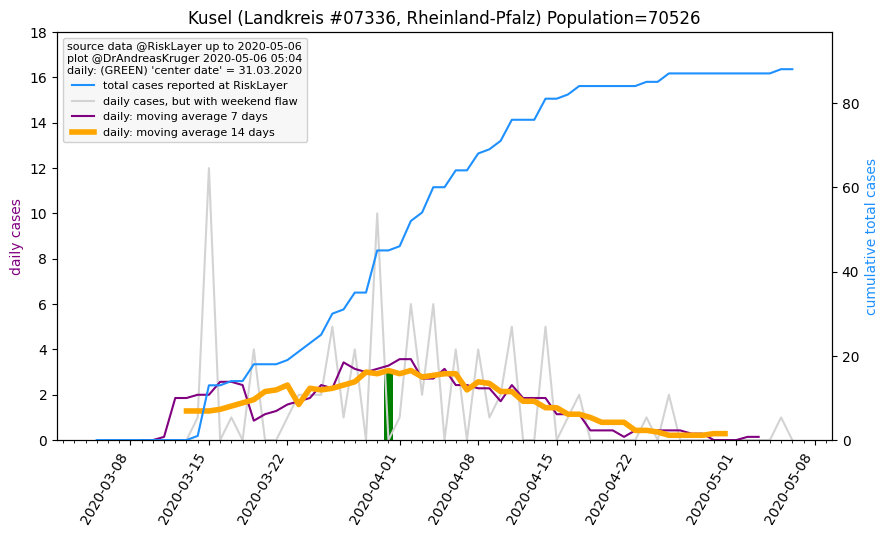 Kusel (Landkreis #07336, Rheinland-Pfalz) Population=70526
source data @RiskLayer up to 2020-05-06
plot @DrAndreasKruger 2020-05-06 05:04
daily: (GREEN) 'center date' = 31.03.2020
total cases reported at RiskLayer
daily cases, but with weekend flaw
daily: moving average 7 days
daily: moving average 14 days
daily cases
18
16
14
12
10
8
6
4
2
0
cumulative total cases
80
60
40
20
0
2020-03-08
2020-03-15
2020-03-22
2020-04-01
2020-04-08
2020-04-15
2020-04-22
2020-05-01
2020-05-08